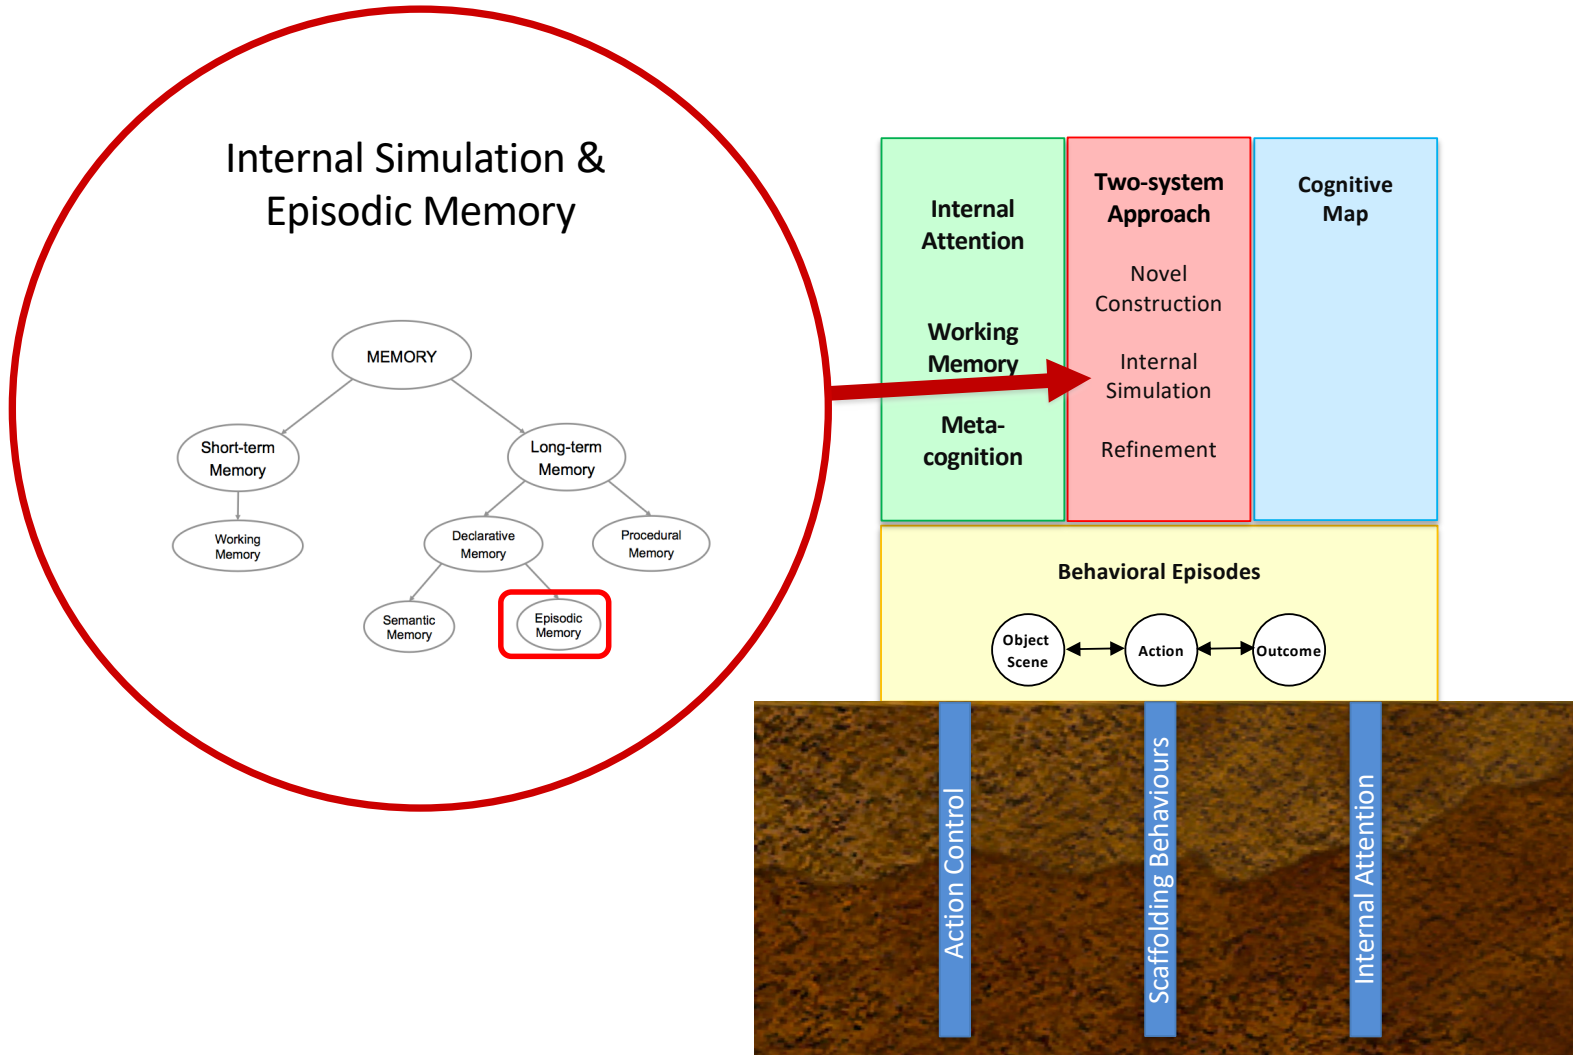 Internal Simulation &
Episodic Memory
MEMORY
Short-term
Memory
Long-term
Memory
Working
Memory
Declarative
Memory
Procedural
Memory
Semantic
Memory
Episodic
Memory
Internal
Attention
Working
Memory
Meta-
cognition
Two-system
Approach
Novel
Construction
Internal
Simulation
Refinement
Cognitive
Map
Behavioral Episodes
Object
Scene
Action
Outcome
Action Control
Scaffolding Behaviours
Internal Attention